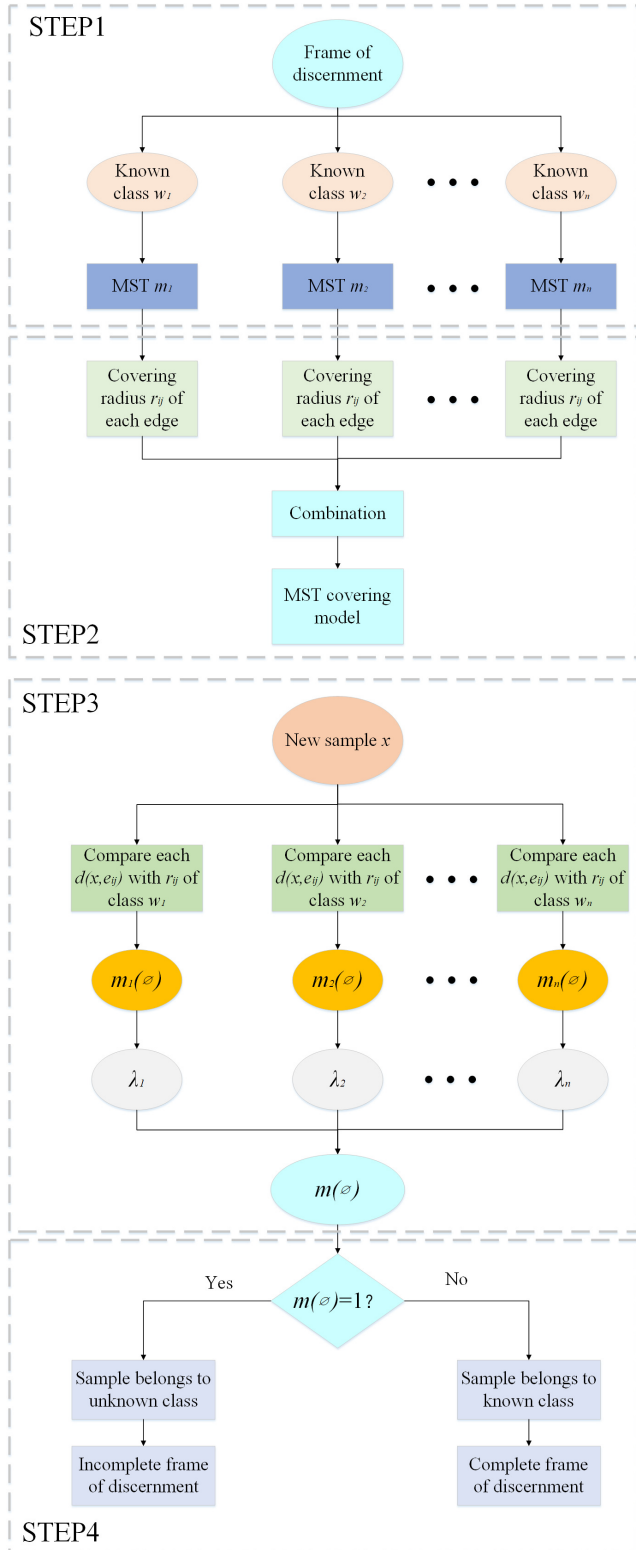 STEP1
Frame of
discernment
Known
class w₁
Known
class w₂
• • •
Known
class wₙ
MST m₁
MST m₂
• • •
MST mₙ
Covering
radius rᵢⱼ of
each edge
Covering
radius rᵢⱼ of
each edge
• • •
Covering
radius rᵢⱼ of
each edge
Combination
MST covering
model
STEP2
STEP3
New sample x
Compare each
d(x,eᵢⱼ) with rᵢⱼ of
class w₁
Compare each
d(x,eᵢⱼ) with rᵢⱼ of
class w₂
• • •
Compare each
d(x,eᵢⱼ) with rᵢⱼ of
class wₙ
m₁(∅)
m₂(∅)
• • •
mₙ(∅)
λ₁
λ₂
• • •
λₙ
m(∅)
Yes
m(∅)=1?
No
Sample belongs to
unknown class
Sample belongs to
known class
Incomplete frame
of discernment
Complete frame
of discernment
STEP4